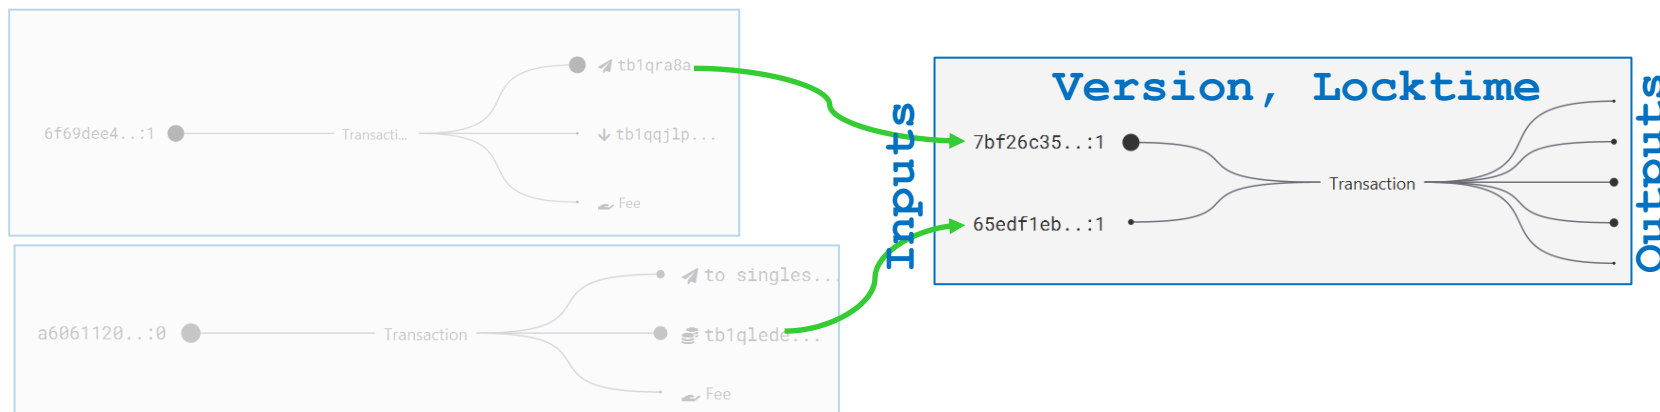 6f69dee4..:1
Transacti...
tb1qra8a
tb1qqjlp...
Fee
a6061120..:0
Transaction
to singles...
tb1qlede...
Fee
Inputs
Version, Locktime
7bf26c35..:1
65edf1eb..:1
Transaction
Outputs